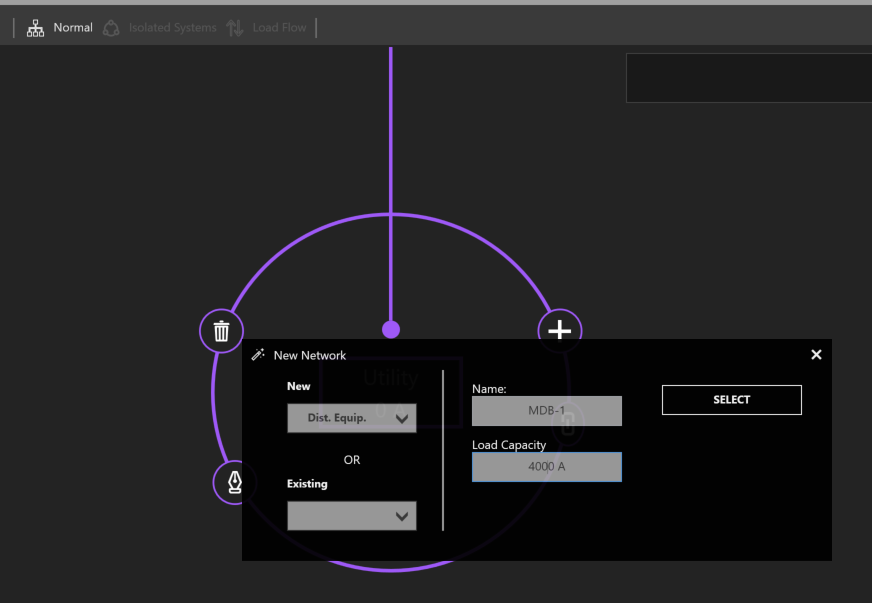 Normal Isolated Systems Load Flow
New Network
Utility
0 A
New
Dist. Equip.
OR
Existing
Name:
MDB-1
Load Capacity
4000 A
SELECT